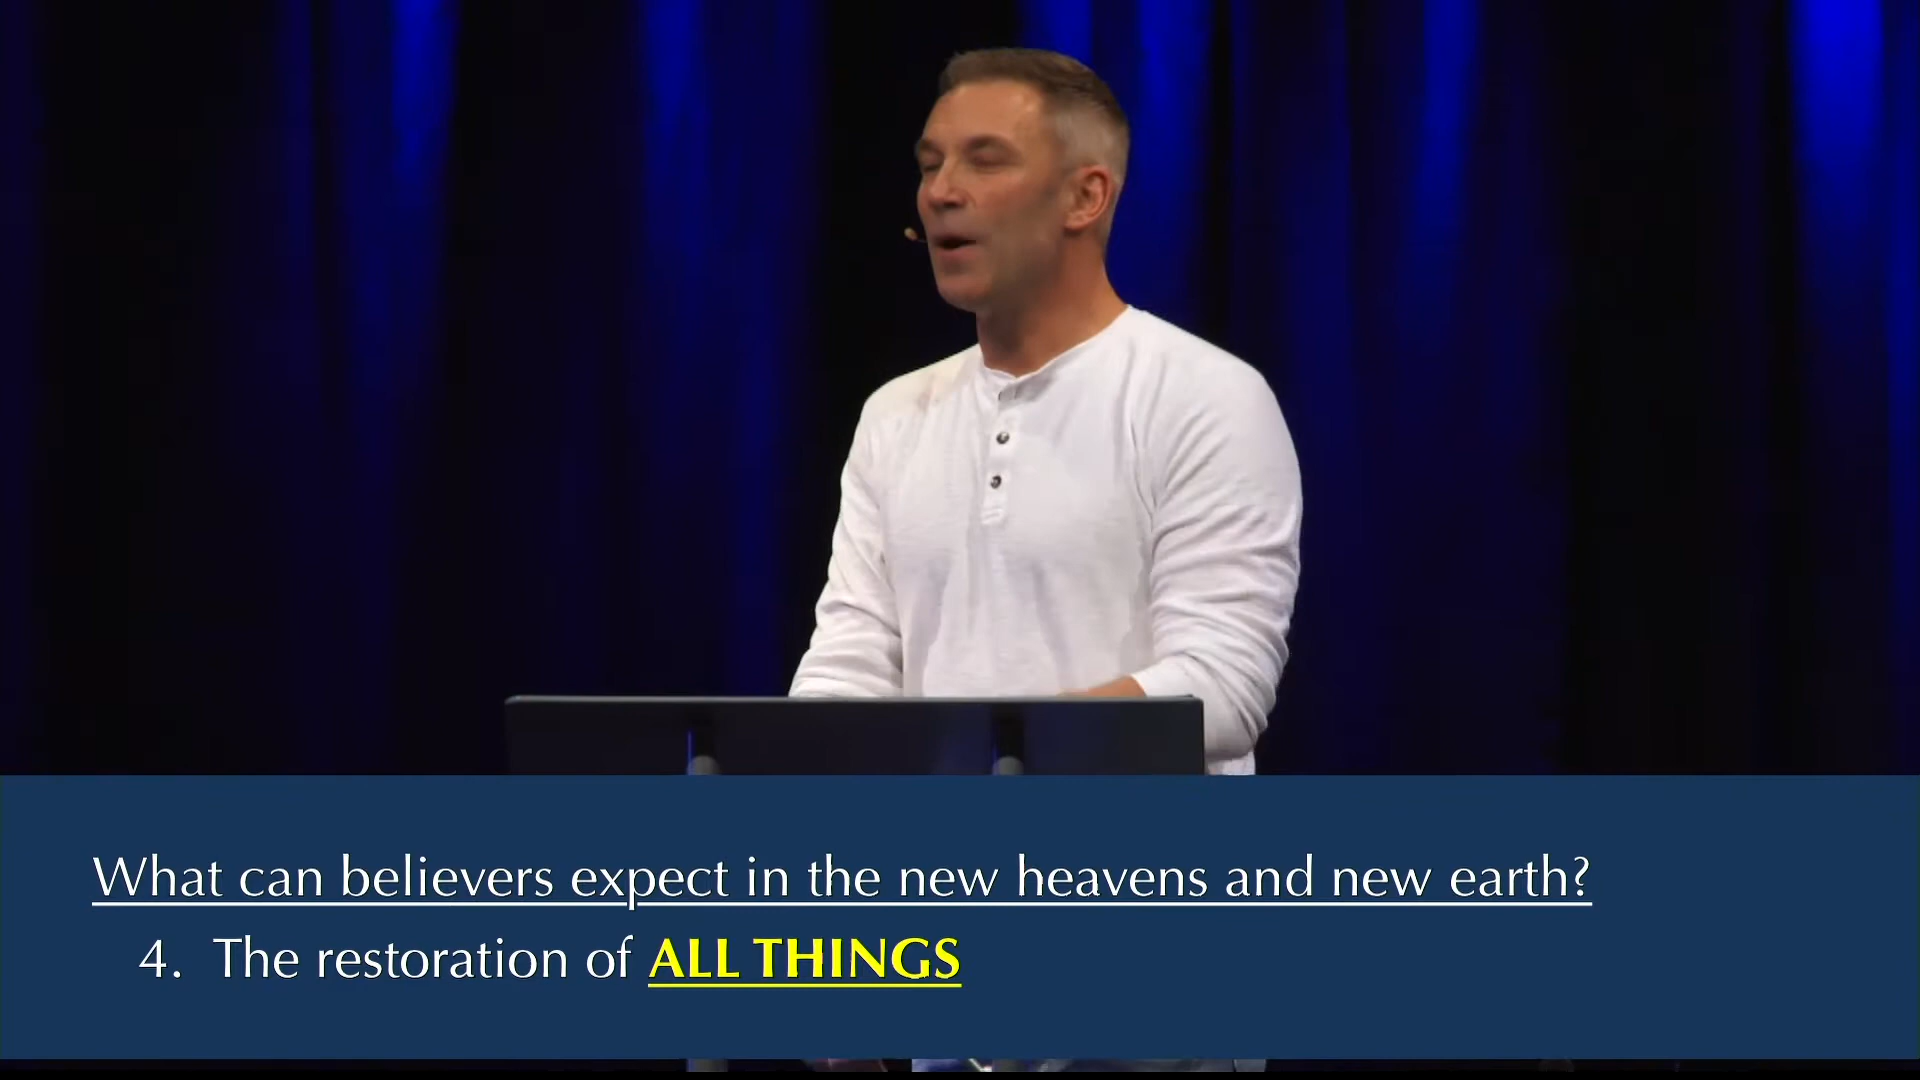 What can believers expect in the new heavens and new earth?
4. The restoration of ALL THINGS